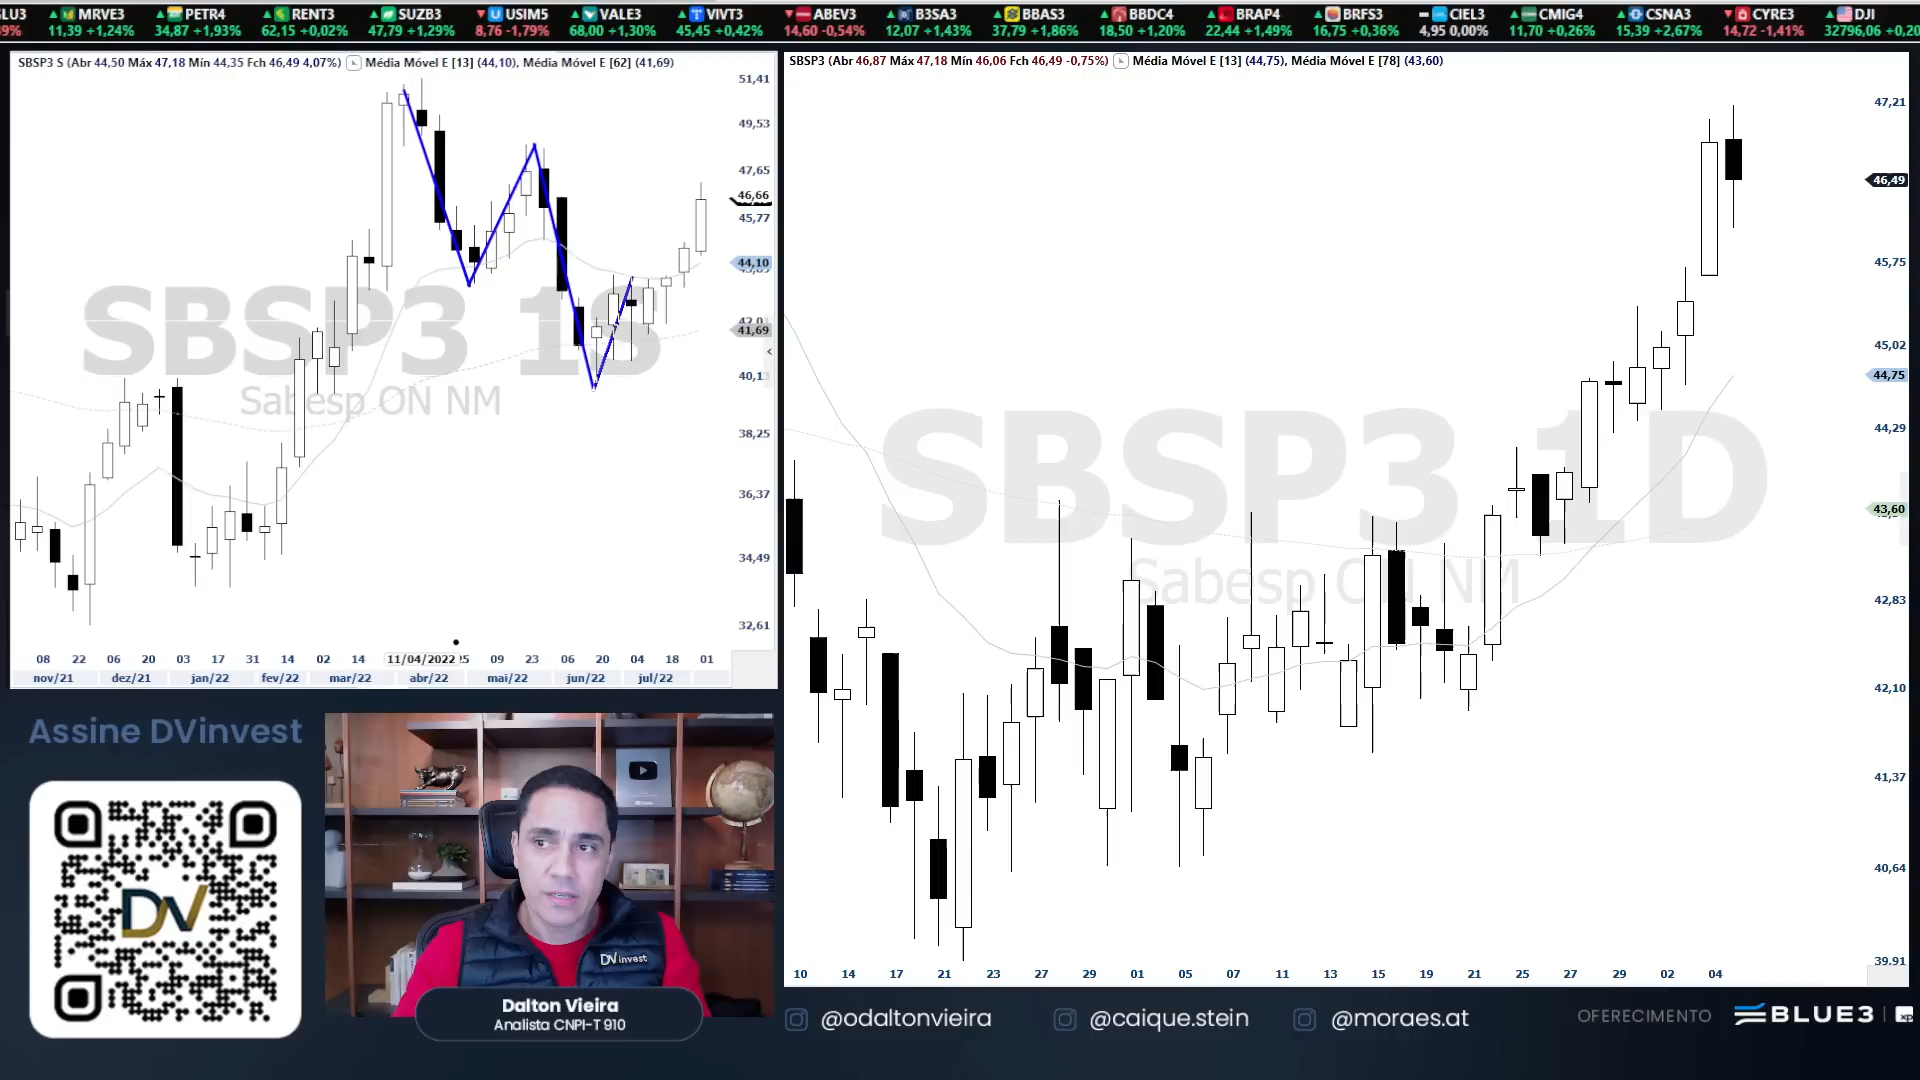 MRVE3 PETR4 RENT3 SUZB3 USIM5 VALE3 VIVT3 ABEV3 B3SA3 BBAS3 BBDC4 BRAP4 BRFS3 CIEL3 CMIG4 CSNA3 CYRE3 DJI
11,39 +1,24% 34,87 +1,93% 62,15 +0,02% 47,79 +1,29% 8,76 -1,79% 68,00 +1,30% 45,45 +0,42% 14,60 -0,54% 12,07 +1,43% 37,79 +1,86% 18,50 +1,20% 22,44 +1,49% 16,75 +0,36% 4,95 0,00% 11,70 +0,26% 15,39 +2,67% 14,72 -1,41% 32796,06
SBSP3 S (Abr 44,50 Máx 47,18 Mín 44,35 Fch 46,49 4,07%) Média Móvel E [13] (44,10), Média Móvel E [62] (41,69)
51,41
49,53
47,65
46,66
45,77
44,10
41,69
40,13
38,25
36,37
34,49
32,61
SBSP3 1S
Sabesp ON NM
08 22 06 20 03 17 31 14 02 14 11/04/2022 25 09 23 06 20 04 18 01
nov/21 dez/21 jan/22 fev/22 mar/22 abr/22 mai/22 jun/22 jul/22
SBSP3 (Abr 46,87 Máx 47,18 Mín 46,06 Fch 46,49 -0,75%) Média Móvel E [13] (44,75), Média Móvel E [78] (43,60)
47,21
46,49
45,75
45,02
44,75
44,29
43,60
42,83
42,10
41,37
40,64
39,91
SBSP3 1D
Sabesp ON NM
10 14 17 21 23 27 29 01 05 07 11 13 15 19 21 25 27 29 02 04
Assine DVinvest
DV
DVinvest
Dalton Vieira
Analista CNPI-T 910
@odaltonvieira @caique.stein @moraes.at
OFERECIMENTO BLUE3 xp